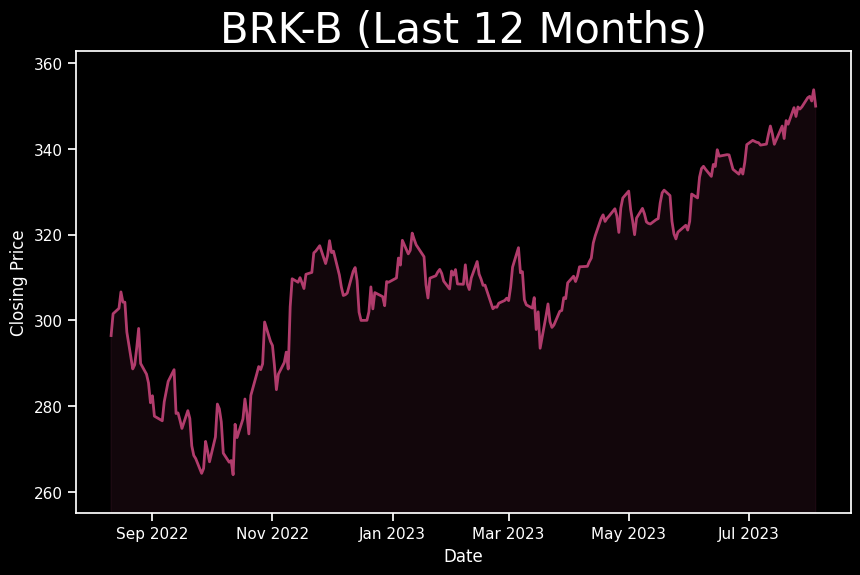 BRK-B (Last 12 Months)
Closing Price
360
340
320
300
280
260
Sep 2022
Nov 2022
Jan 2023
Mar 2023
May 2023
Jul 2023
Date